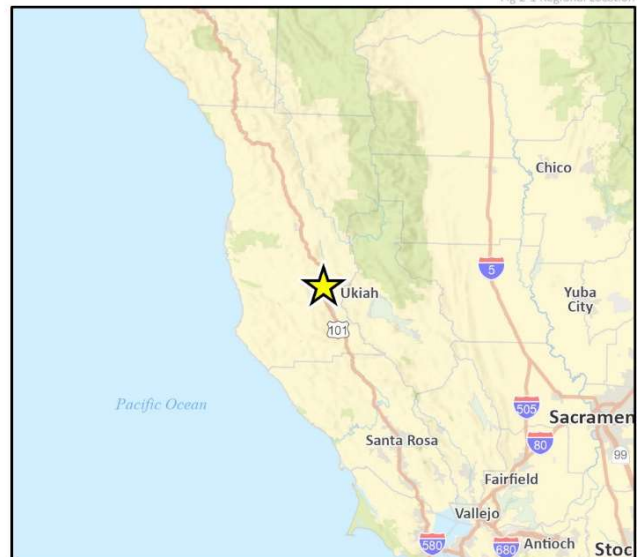 Chico
5
Ukiah
Yuba
City
101
Pacific Ocean
505
Sacramen
80
Santa Rosa
99
Fairfield
Vallejo
580
680
Antioch
Stoc